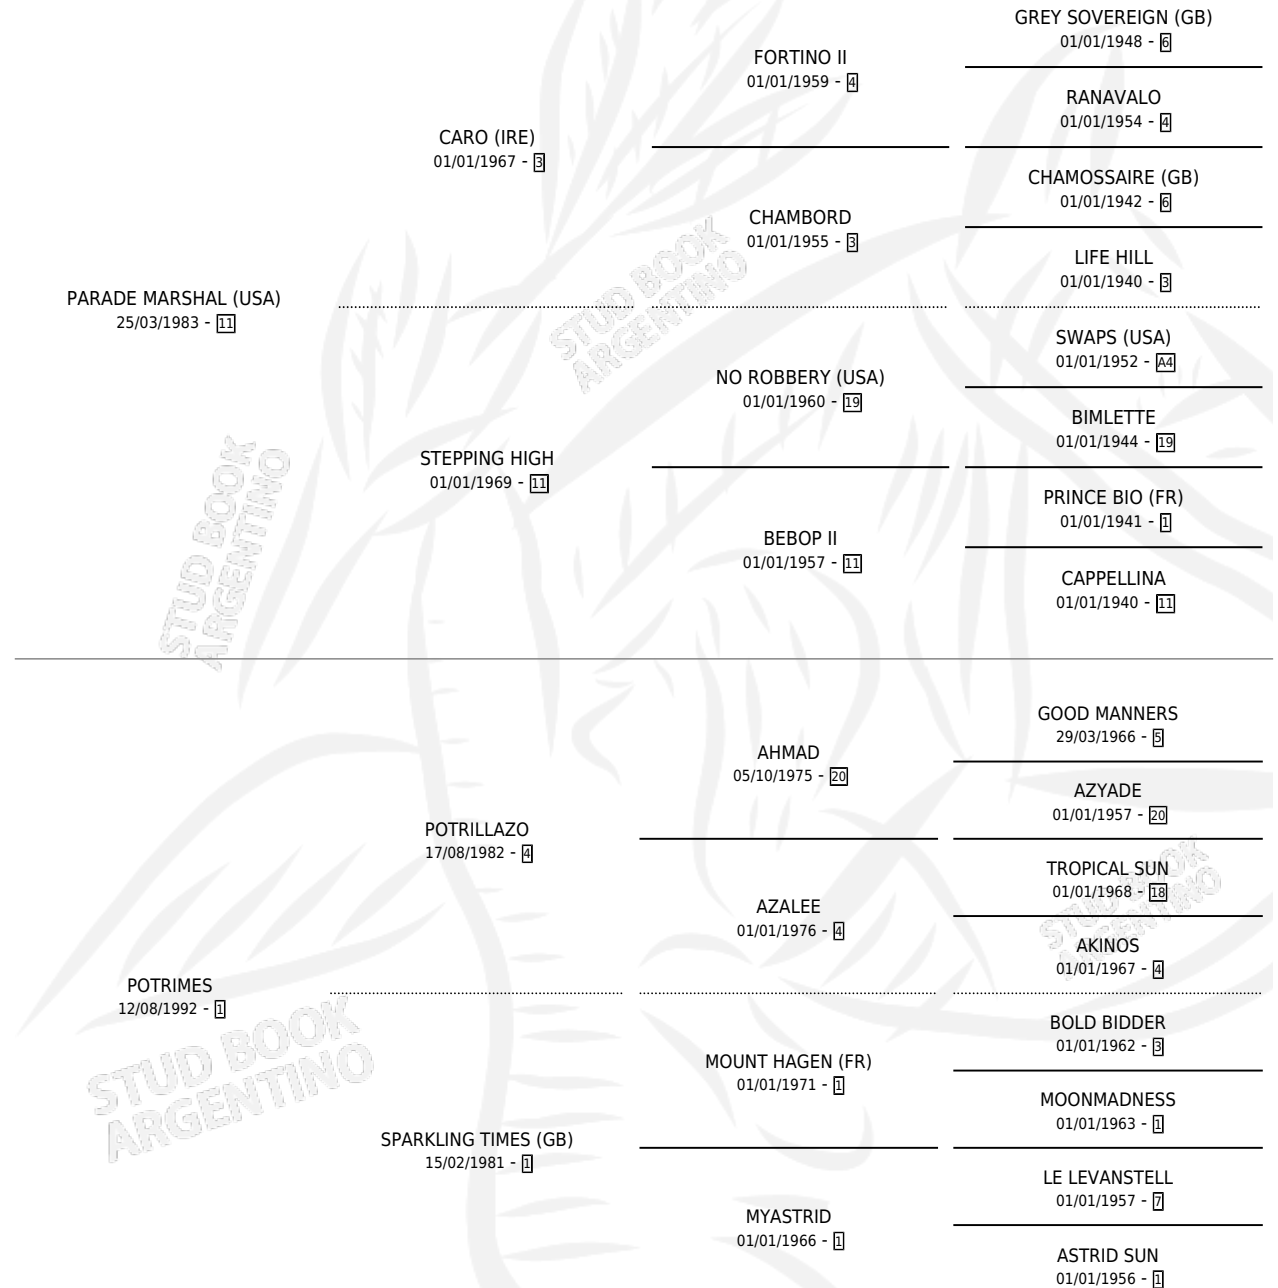 GREY SOVEREIGN (GB)
01/01/1948 - 6
FORTINO II
01/01/1959 - 4
RANAVALO
01/01/1954 - 4
CARO (IRE)
01/01/1967 - 3
CHAMOSSAIRE (GB)
01/01/1942 - 6
CHAMBORD
01/01/1955 - 3
LIFE HILL
01/01/1940 - 3
PARADE MARSHAL (USA)
25/03/1983 - 11
SWAPS (USA)
01/01/1952 - A4
NO ROBBERY (USA)
01/01/1960 - 19
BIMLETTE
01/01/1944 - 19
STEPPING HIGH
01/01/1969 - 11
PRINCE BIO (FR)
01/01/1941 - 1
BEBOP II
01/01/1957 - 11
CAPPELLINA
01/01/1940 - 11
STUD BOOK
ARGENTINO
STUD BOOK
ARGENTINO
GOOD MANNERS
29/03/1966 - 5
AHMAD
05/10/1975 - 20
AZYADE
01/01/1957 - 20
POTRILLAZO
17/08/1982 - 4
TROPICAL SUN
01/01/1968 - 18
AZALEE
01/01/1976 - 4
AKINOS
01/01/1967 - 4
STUD BOOK
ARGENTINO
POTRIMES
12/08/1992 - 1
BOLD BIDDER
01/01/1962 - 3
MOUNT HAGEN (FR)
01/01/1971 - 1
MOONMADNESS
01/01/1963 - 1
SPARKLING TIMES (GB)
15/02/1981 - 1
LE LEVANSTELL
01/01/1957 - 7
MYASTRID
01/01/1966 - 1
ASTRID SUN
01/01/1956 - 1
STUD BOOK
ARGENTINO